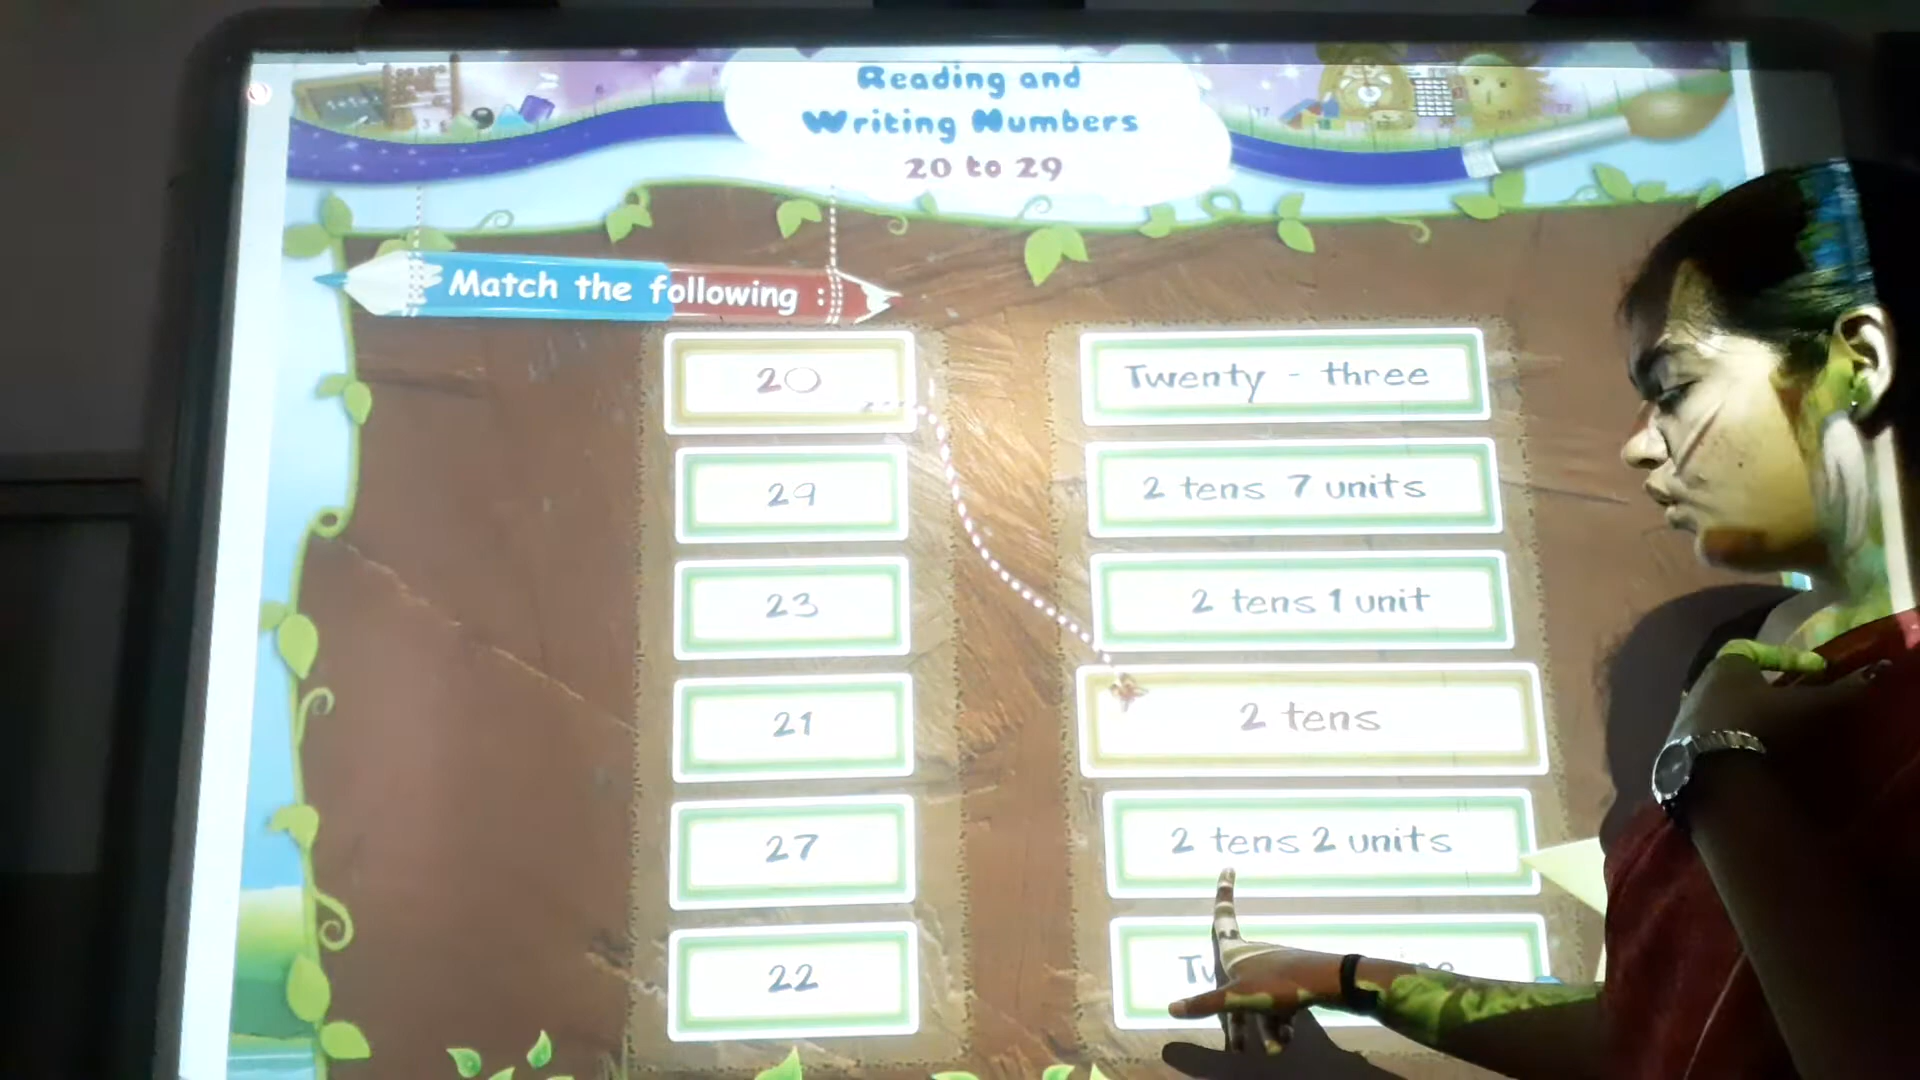 Reading and
Writing Numbers
20 to 29
Match the following :
20
Twenty - three
29
2 tens 7 units
23
2 tens 1 unit
21
2 tens
27
2 tens 2 units
22